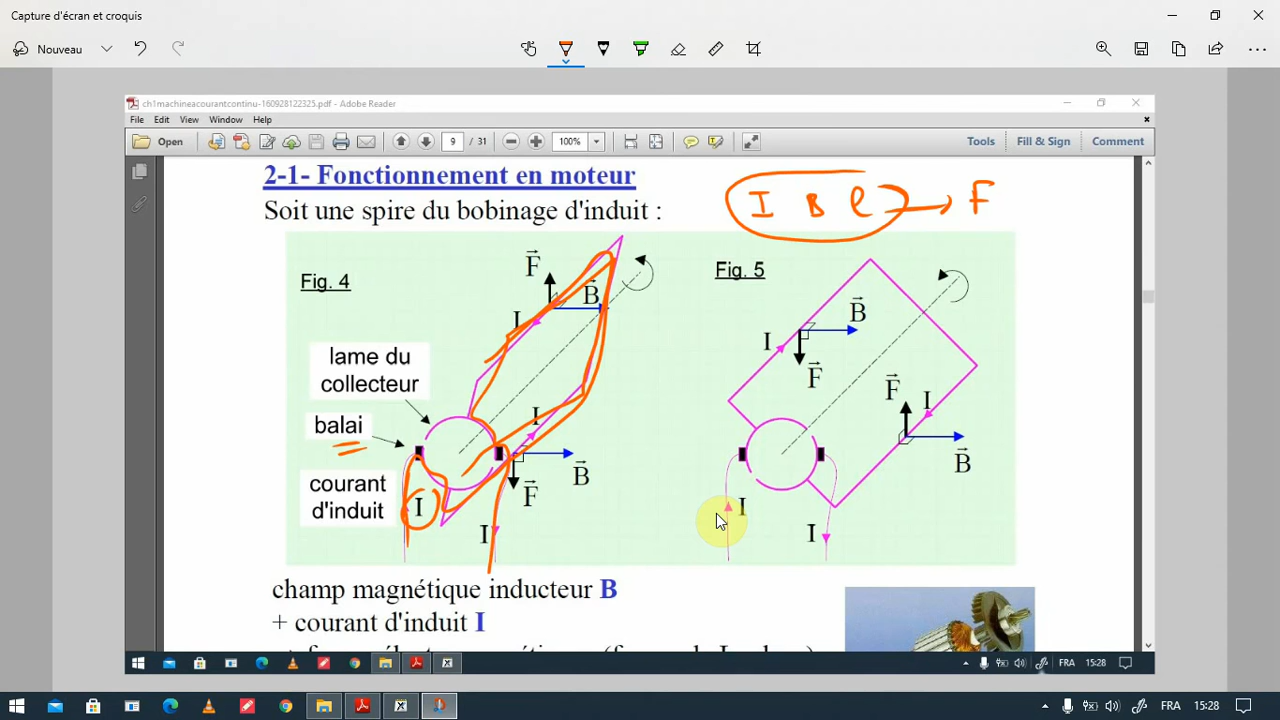 Capture d'écran et croquis
Nouveau
ch1machineacourantcontinu-160928122325.pdf - Adobe Reader
File Edit View Window Help
Open 9 / 31 100% Tools Fill & Sign Comment
2-1- Fonctionnement en moteur
Soit une spire du bobinage d'induit :
I B l → F
Fig. 4
F
B
I
lame du
collecteur
balai
courant
d'induit
I
I
B
F
I
Fig. 5
B
I
F
F
I
B
I
I
champ magnétique inducteur B
+ courant d'induit I
FRA 15:28
FRA 15:28